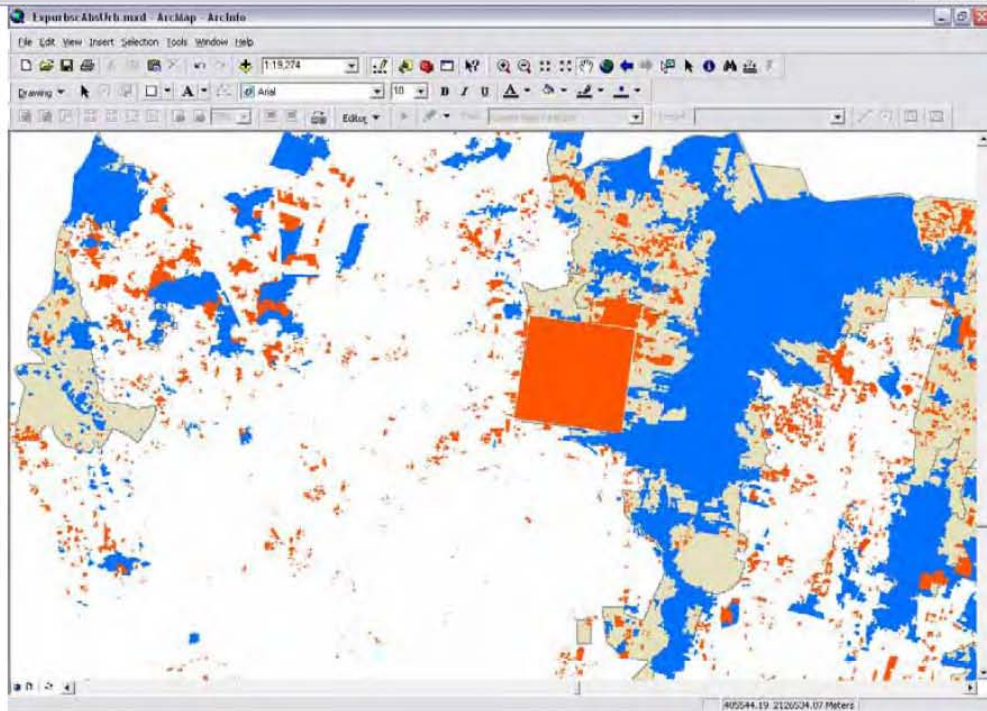 ExpurbscAbsUrb.mxd - ArcMap - ArcInfo
File Edit View Insert Selection Tools Window Help
1:19,274
Drawing A Arial 10 B I U A
Editor
405544.19 2126534.07 Meters